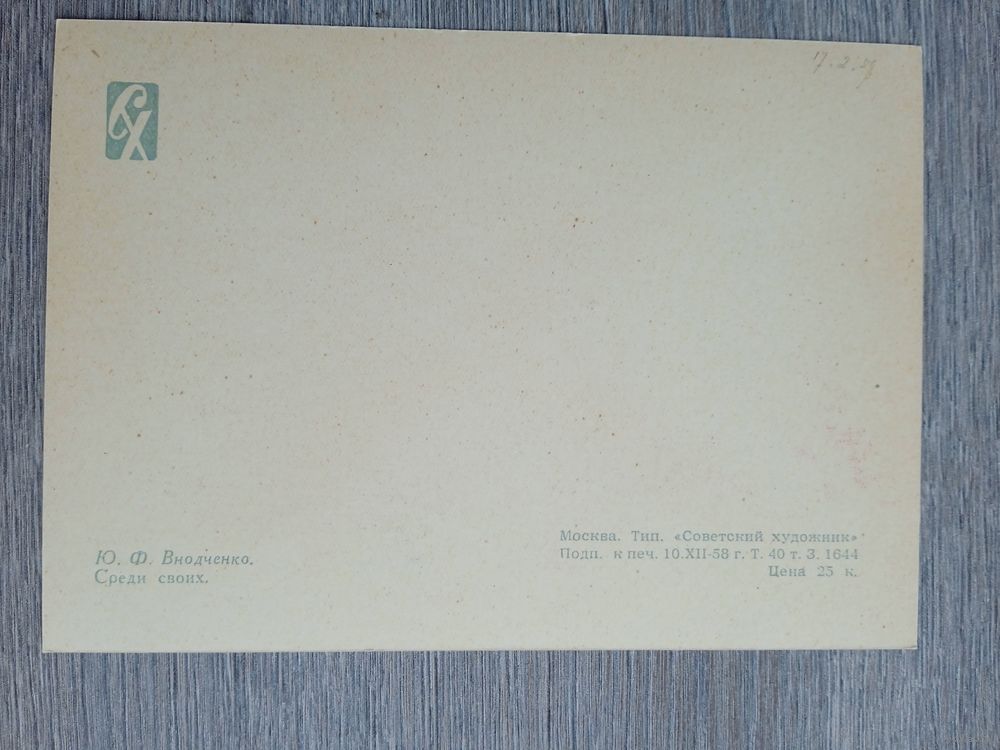 СХ
Ю. Ф. Внодченко.
Среди своих.
Москва. Тип. «Советский художник»
Подп. к печ. 10.XII-58 г. Т. 40 т. З. 1644
Цена 25 к.